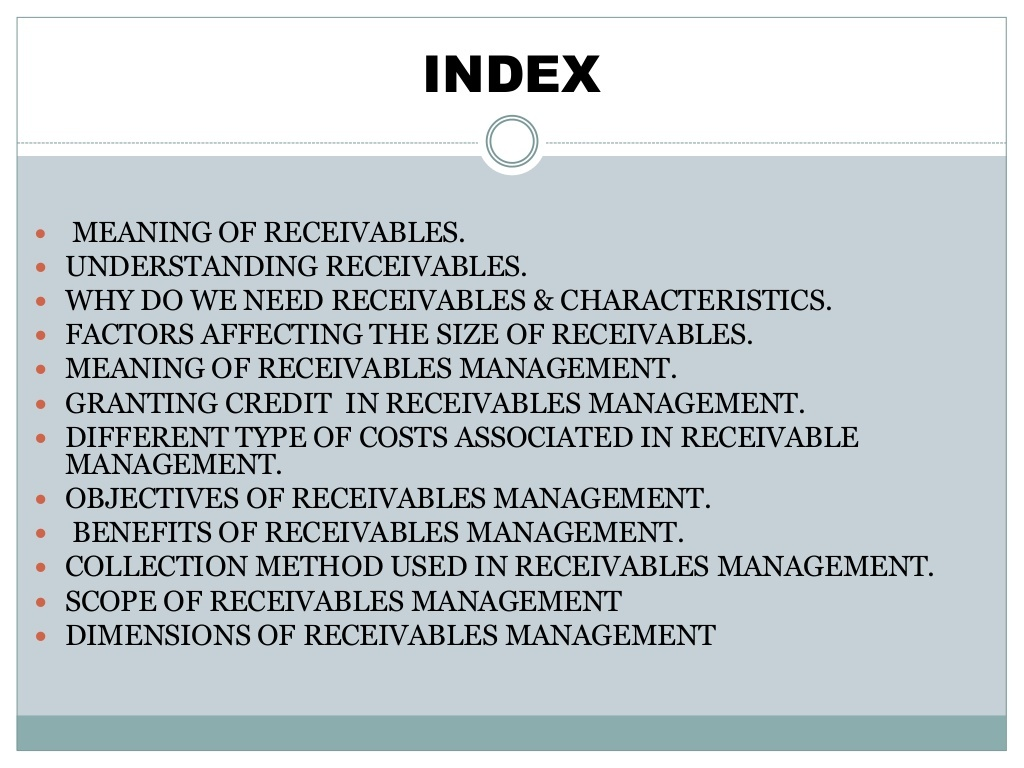 INDEX
• MEANING OF RECEIVABLES.
• UNDERSTANDING RECEIVABLES.
• WHY DO WE NEED RECEIVABLES & CHARACTERISTICS.
• FACTORS AFFECTING THE SIZE OF RECEIVABLES.
• MEANING OF RECEIVABLES MANAGEMENT.
• GRANTING CREDIT IN RECEIVABLES MANAGEMENT.
• DIFFERENT TYPE OF COSTS ASSOCIATED IN RECEIVABLE
MANAGEMENT.
• OBJECTIVES OF RECEIVABLES MANAGEMENT.
• BENEFITS OF RECEIVABLES MANAGEMENT.
• COLLECTION METHOD USED IN RECEIVABLES MANAGEMENT.
• SCOPE OF RECEIVABLES MANAGEMENT
• DIMENSIONS OF RECEIVABLES MANAGEMENT